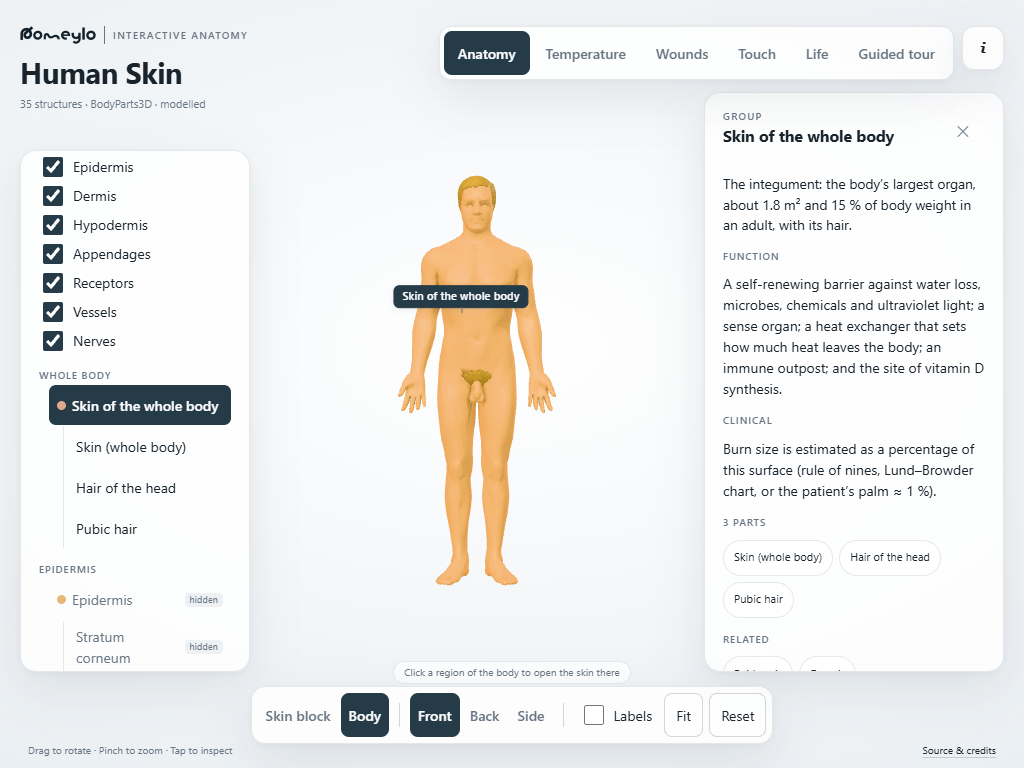 Pomeylo
INTERACTIVE ANATOMY
Human Skin
35 structures · BodyParts3D · modelled
Anatomy
Temperature
Wounds
Touch
Life
Guided tour
i
Epidermis
Dermis
Hypodermis
Appendages
Receptors
Vessels
Nerves
WHOLE BODY
Skin of the whole body
Skin (whole body)
Hair of the head
Pubic hair
EPIDERMIS
Epidermis hidden
Stratum
corneum hidden
Skin of the whole body
GROUP
Skin of the whole body
The integument: the body’s largest organ,
about 1.8 m² and 15 % of body weight in
an adult, with its hair.
FUNCTION
A self-renewing barrier against water loss,
microbes, chemicals and ultraviolet light; a
sense organ; a heat exchanger that sets
how much heat leaves the body; an
immune outpost; and the site of vitamin D
synthesis.
CLINICAL
Burn size is estimated as a percentage of
this surface (rule of nines, Lund–Browder
chart, or the patient’s palm ≈ 1 %).
3 PARTS
Skin (whole body)
Hair of the head
Pubic hair
RELATED
Click a region of the body to open the skin there
Skin block
Body
Front
Back
Side
Labels
Fit
Reset
Drag to rotate · Pinch to zoom · Tap to inspect
Source & credits